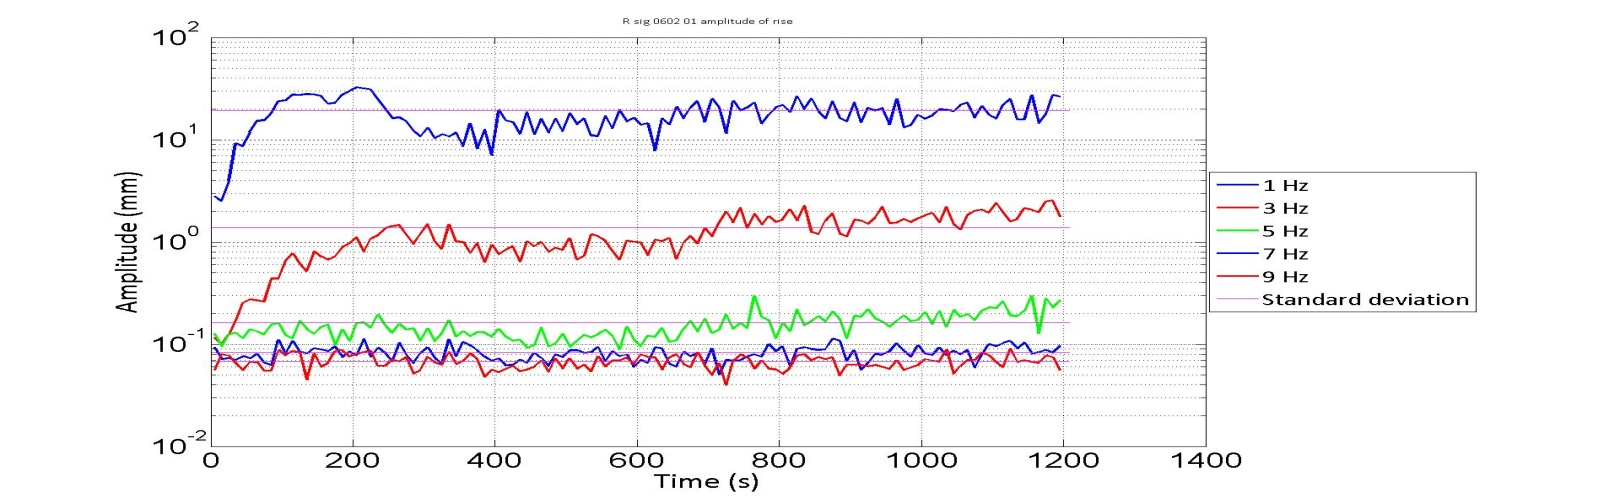 R sig 0602 01 amplitude of rise
10^2
10^1
10^0
10^-1
10^-2
Amplitude (mm)
0 200 400 600 800 1000 1200 1400
Time (s)
1 Hz
3 Hz
5 Hz
7 Hz
9 Hz
Standard deviation